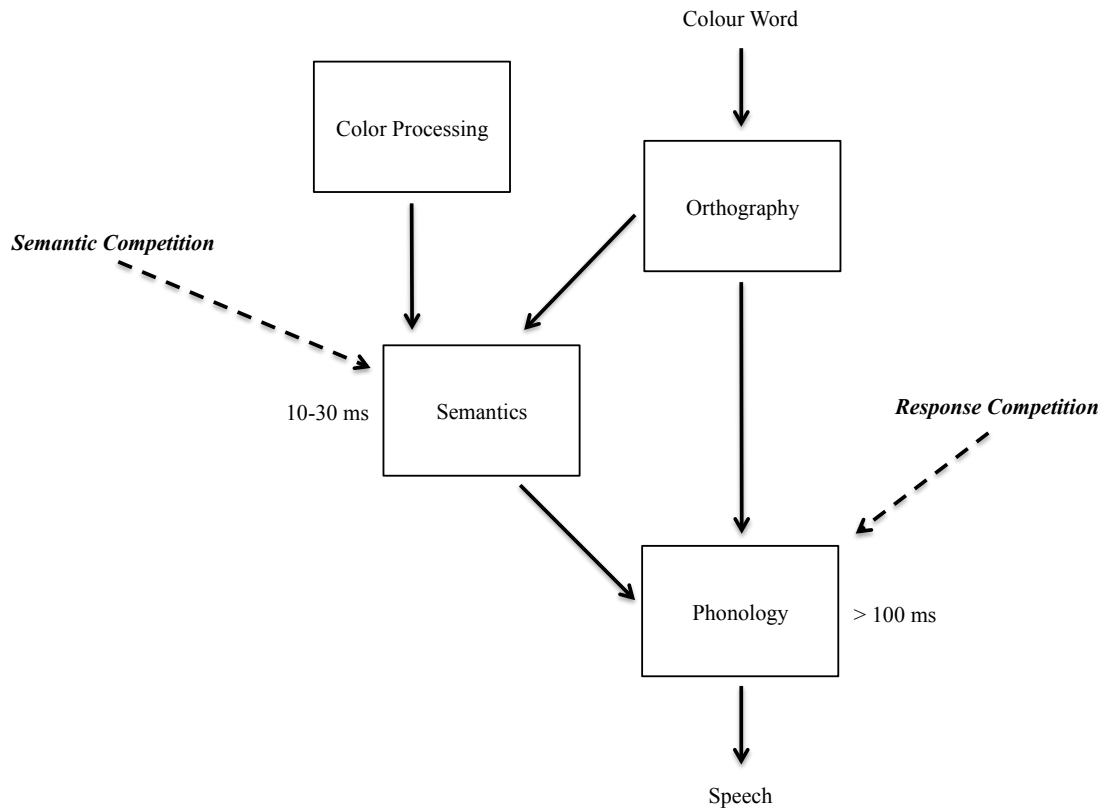 Colour Word
Color Processing
Orthography
Semantic Competition
10-30 ms
Semantics
Response Competition
Phonology
> 100 ms
Speech